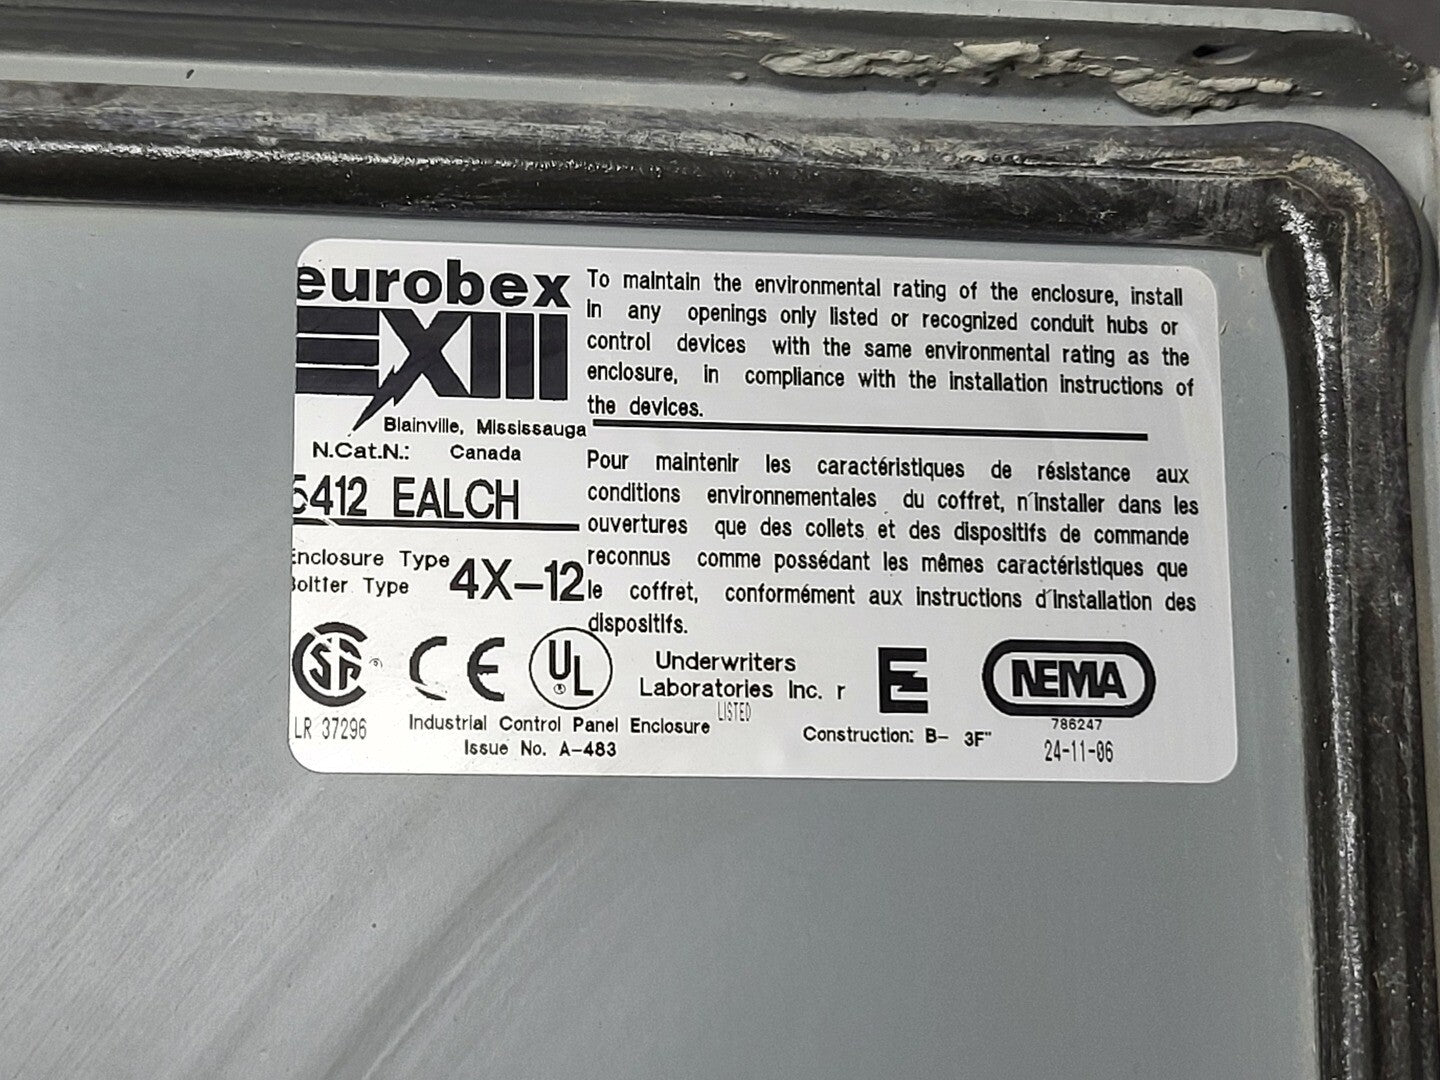 eurobex
EXIII
Blainville, Mississauga
N.Cat.N.: Canada
5412 EALCH
Enclosure Type
Boitier Type
4X-12
To maintain the environmental rating of the enclosure, install
in any openings only listed or recognized conduit hubs or
control devices with the same environmental rating as the
enclosure, in compliance with the installation instructions of
the devices.
Pour maintenir les caractéristiques de résistance aux
conditions environnementales du coffret, n'installer dans les
ouvertures que des collets et des dispositifs de commande
reconnus comme possédant les mêmes caractéristiques que
le coffret, conformément aux instructions d'installation des
dispositifs.
SA
LR 37296
CE
UL
®
Underwriters
Laboratories Inc. r
LISTED
Industrial Control Panel Enclosure
Issue No. A-483
Construction: B- 3F"
NEMA
786247
24-11-06